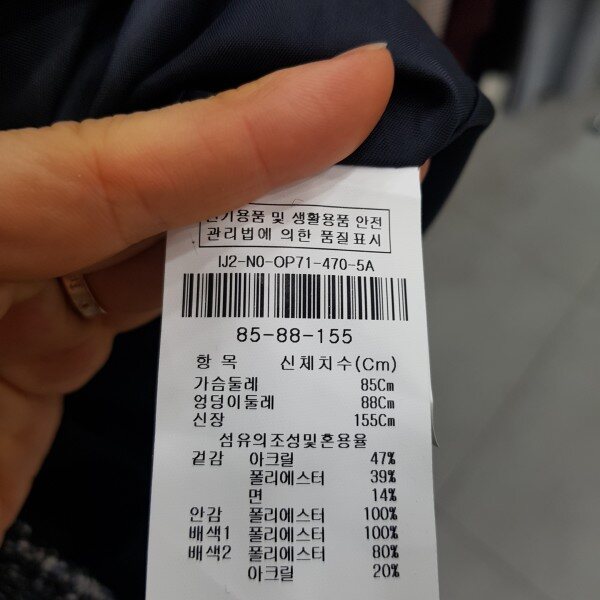 전기용품 및 생활용품 안전
관리법에 의한 품질표시
IJ2-NO-OP71-470-5A
85-88-155
항 목 신체치수(Cm)
가슴둘레 85Cm
엉덩이둘레 88Cm
신장 155Cm
섬유의조성및혼용율
겉감 아크릴 47%
폴리에스터 39%
면 14%
안감 폴리에스터 100%
배색1 폴리에스터 100%
배색2 폴리에스터 80%
아크릴 20%